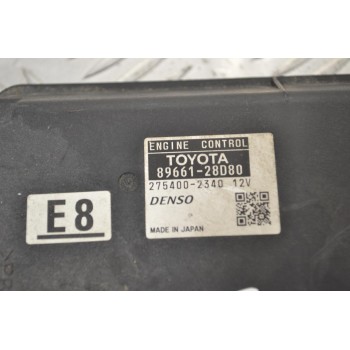 ENGINE CONTROL
TOYOTA
89661-28D80
275400-2340 12V
DENSO
MADE IN JAPAN
E8